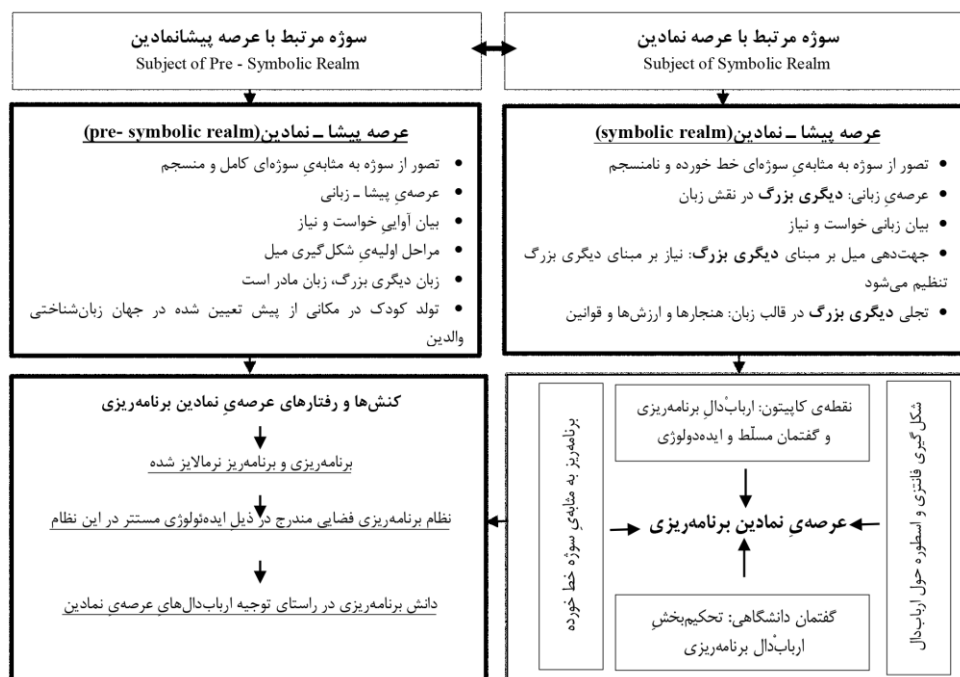 سوژه مرتبط با عرصه نمادین
Subject of Symbolic Realm
سوژه مرتبط با عرصه پیشانمادین
Subject of Pre - Symbolic Realm
عرصه پیشا ـ نمادین(symbolic realm)
• تصور از سوژه به مثابه‌یِ سوژه‌ای خط خورده و نامنسجم
• عرصه‌یِ زبانی: دیگری بزرگ در نقش زبان
• بیان زبانی خواست و نیاز
• جهت‌دهی میل بر مبنای دیگری بزرگ: نیاز بر مبنای دیگری بزرگ
تنظیم می‌شود
• تجلی دیگری بزرگ در قالب زبان: هنجارها و ارزش‌ها و قوانین
عرصه پیشا ـ نمادین(pre- symbolic realm)
• تصور از سوژه به مثابه‌یِ سوژه‌ای کامل و منسجم
• عرصه‌یِ پیشا ـ زبانی
• بیان آواییِ خواست و نیاز
• مراحل اولیه‌یِ شکل‌گیری میل
• زبان دیگری بزرگ، زبان مادر است
• تولد کودک در مکانی از پیش تعیین شده در جهان زبان‌شناختی
والدین
شکل‌گیری فانتزی و اسطوره حول ارباب‌دال
نقطه‌ی کاپیتون: اربابْ‌دالِ برنامه‌ریزی
و گفتمان مسلّط و ایده‌دولوژی
عرصه‌یِ نمادین برنامه‌ریزی
گفتمان دانشگاهی: تحکیم‌بخشِ
اربابْ‌دال برنامه‌ریزی
برنامه‌ریز به مثابه‌یِ سوژه خط
خورده
کنش‌ها و رفتارهای عرصه‌یِ نمادین برنامه‌ریزی
برنامه‌ریزی و برنامه‌ریز نرمالایز شده
نظام برنامه‌ریزی فضایی مندرج در ذیلِ ایدهئولوژی مستتر در این نظام
دانش برنامه‌ریزی در راستای توجیه ارباب‌دال‌هایِ عرصه‌یِ نمادین